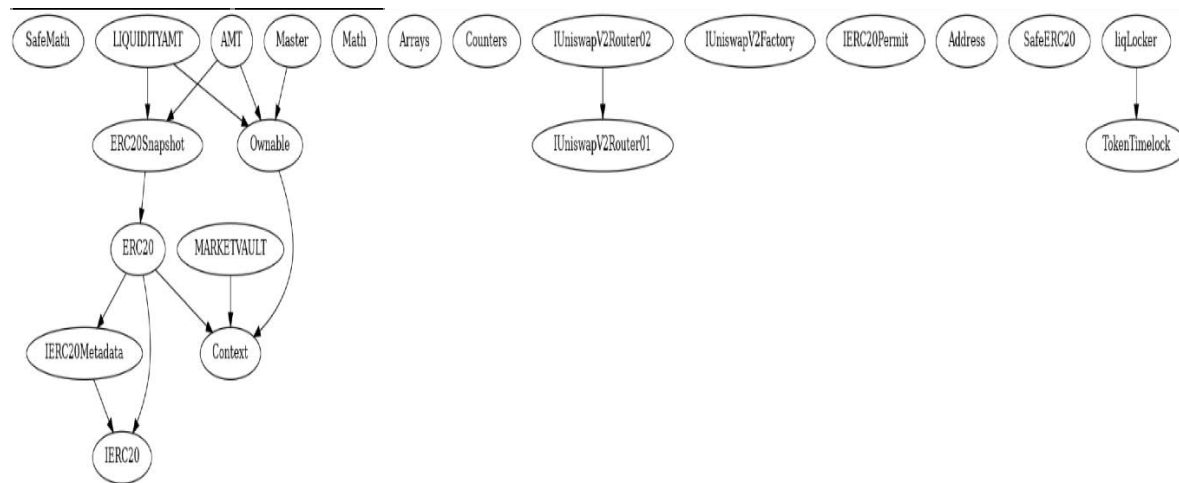 SafeMath LIQUIDITYAMT AMT Master Math Arrays Counters IUniswapV2Router02 IUniswapV2Factory IERC20Permit Address SafeERC20 liqLocker
ERC20Snapshot Ownable IUniswapV2Router01 TokenTimelock
ERC20 MARKETVAULT
IERC20Metadata Context
IERC20